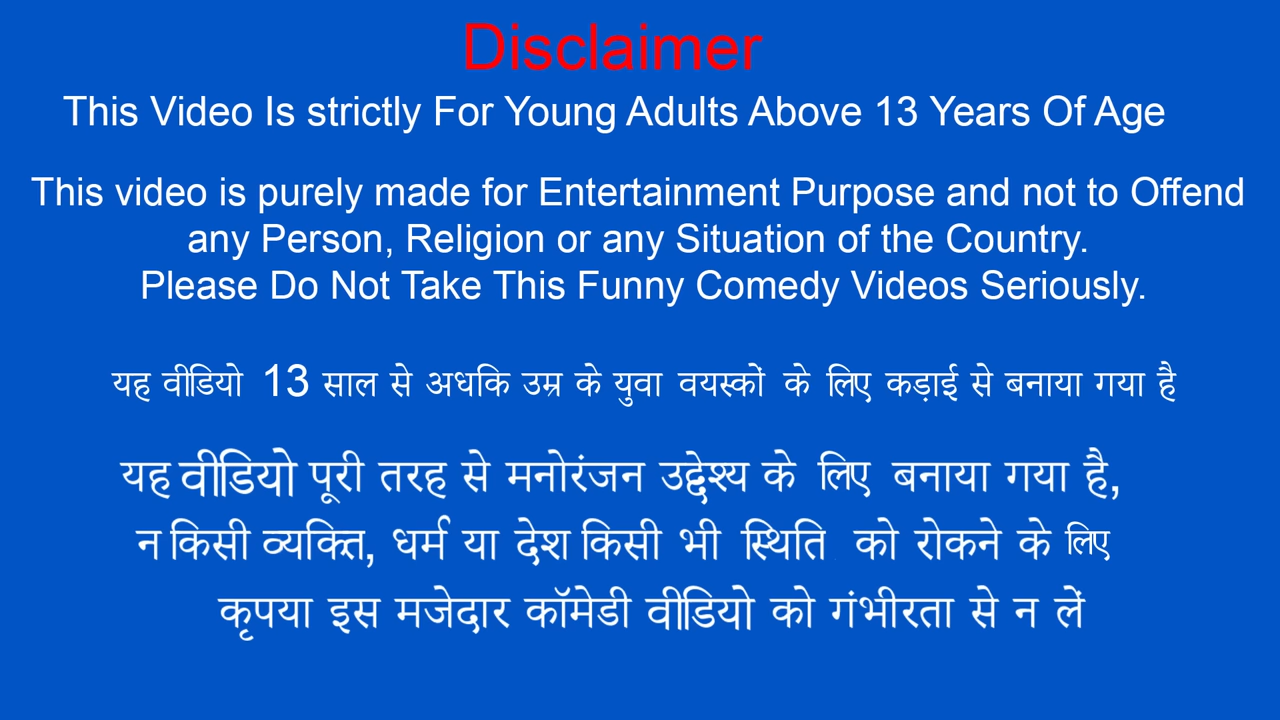 Disclaimer
This Video Is strictly For Young Adults Above 13 Years Of Age
This video is purely made for Entertainment Purpose and not to Offend
any Person, Religion or any Situation of the Country.
Please Do Not Take This Funny Comedy Videos Seriously.
यह वीडियो 13 साल से अधकि उम्र के युवा वयस्कों के लिए कड़ाई से बनाया गया है
यह वीडियो पूरी तरह से मनोरंजन उद्देश्य के लिए बनाया गया है,
न किसी व्यक्ति, धर्म या देश किसी भी स्थिति को रोकने के लिए
कृपया इस मजेदार कॉमेडी वीडियो को गंभीरता से न लें